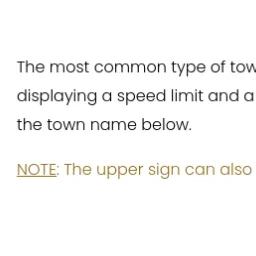 The most common type of tow
displaying a speed limit and a
the town name below.
NOTE: The upper sign can also